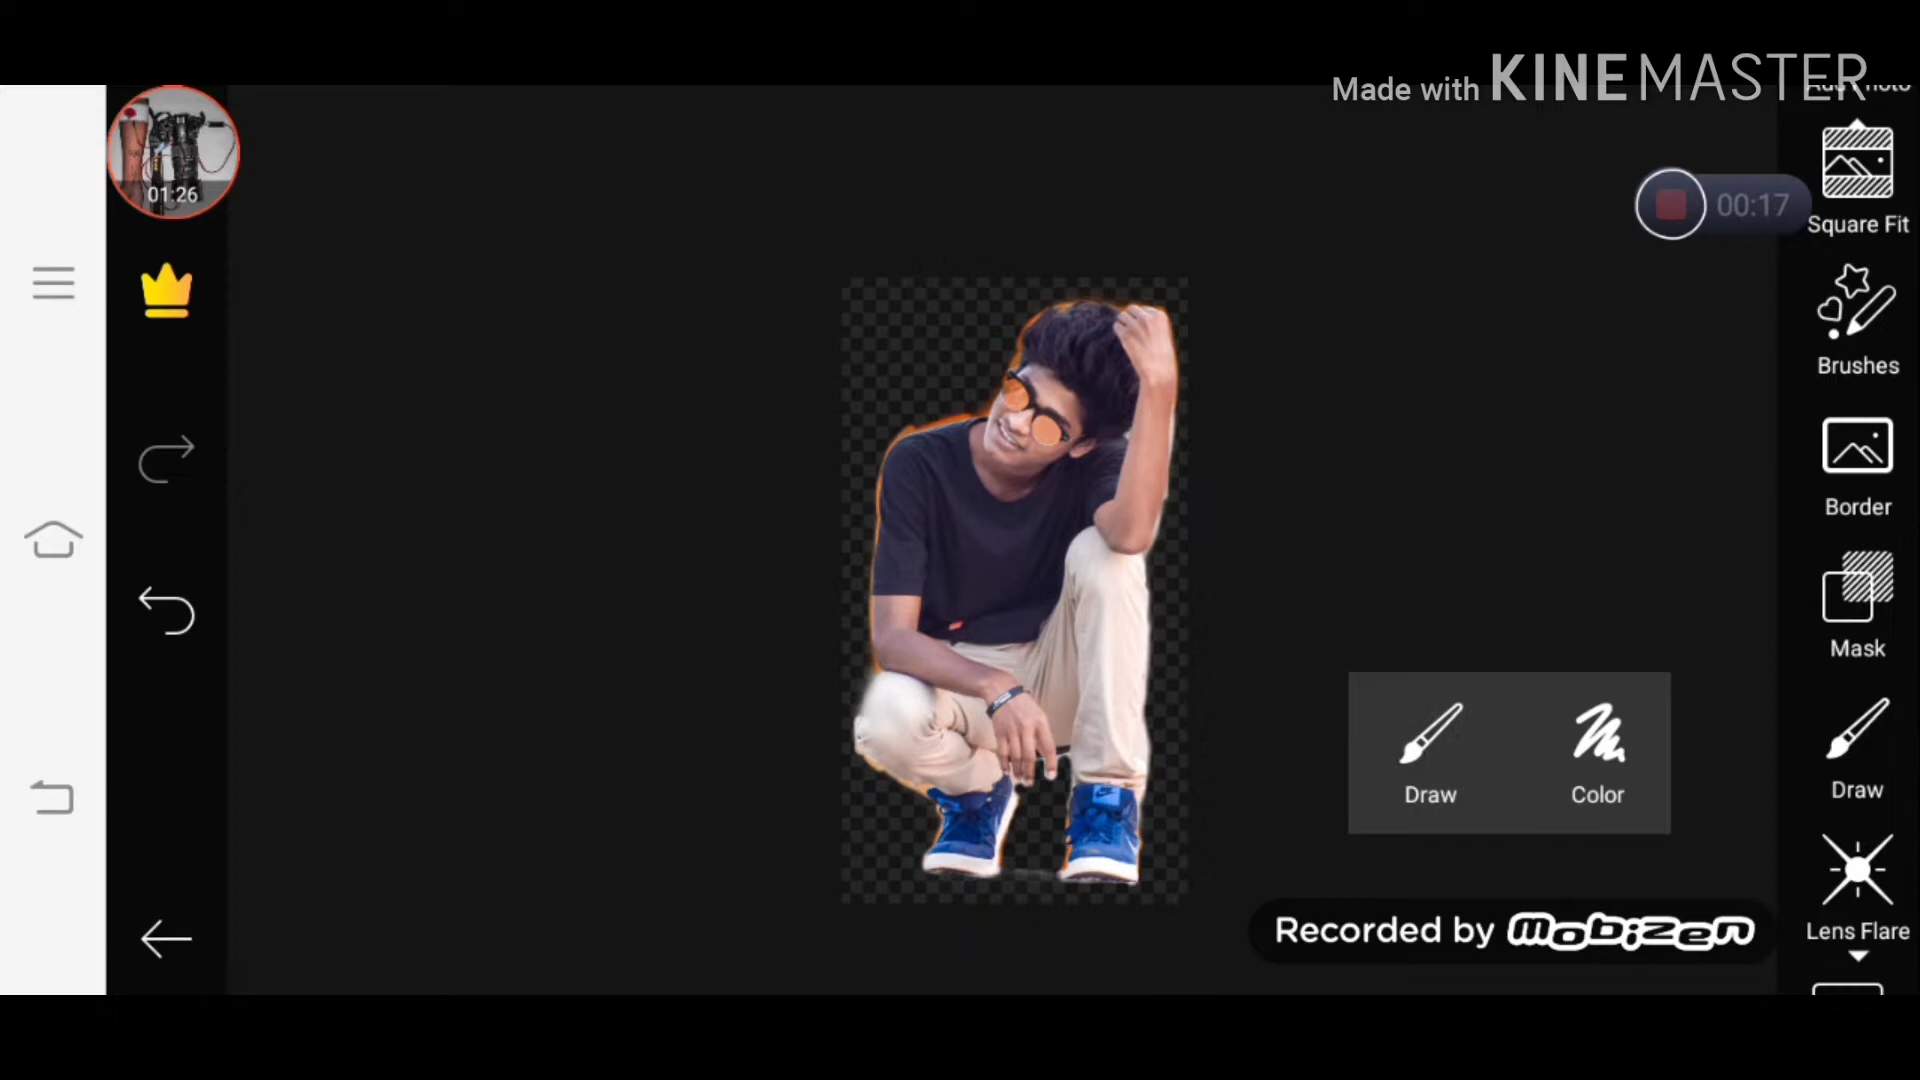 Made with KINEMASTER
01:26
00:17
Square Fit
Brushes
Border
Mask
Draw
Color
Draw
Lens Flare
Recorded by mobizen